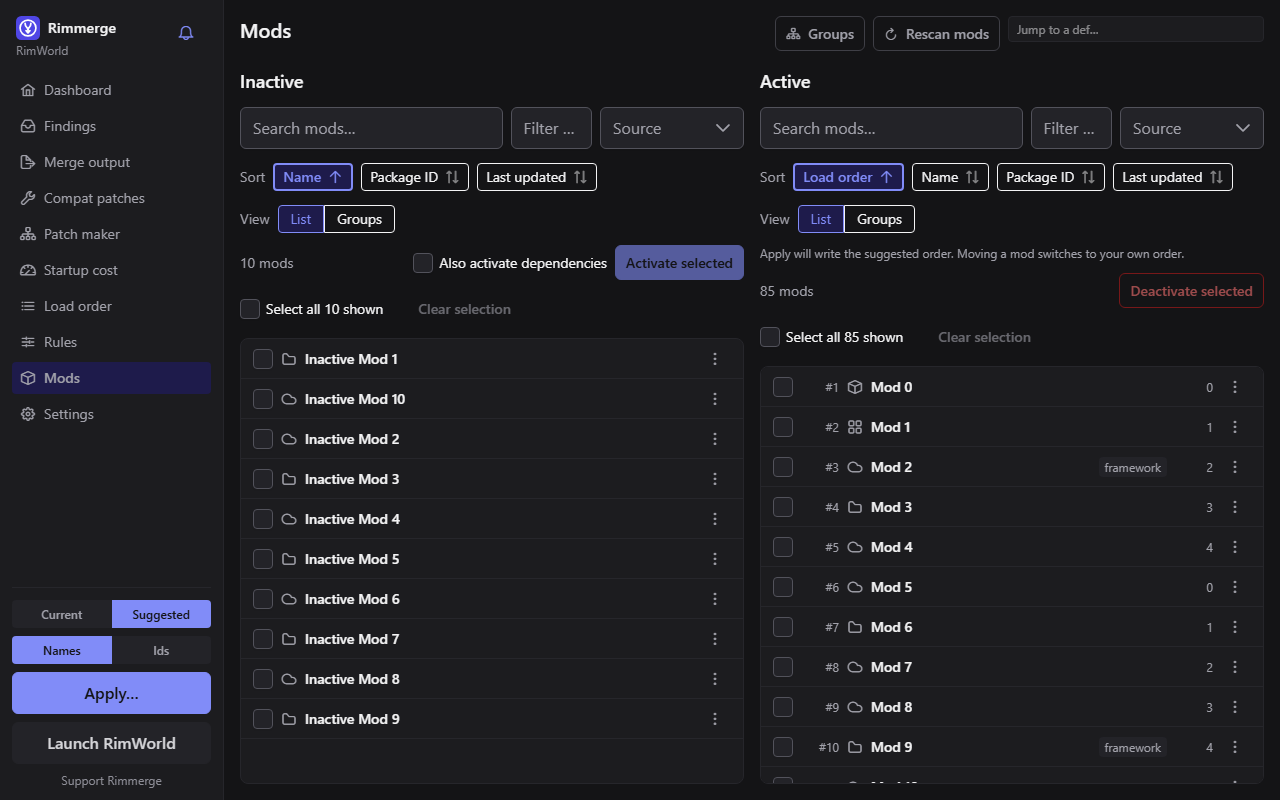 Rimmerge
RimWorld
Dashboard
Findings
Merge output
Compat patches
Patch maker
Startup cost
Load order
Rules
Mods
Settings
Current Suggested
Names Ids
Apply...
Launch RimWorld
Support Rimmerge
Mods
Groups Rescan mods Jump to a def...
Inactive
Search mods... Filter ... Source
Sort Name Package ID Last updated
View List Groups
10 mods Also activate dependencies Activate selected
Select all 10 shown Clear selection
Inactive Mod 1
Inactive Mod 10
Inactive Mod 2
Inactive Mod 3
Inactive Mod 4
Inactive Mod 5
Inactive Mod 6
Inactive Mod 7
Inactive Mod 8
Inactive Mod 9
Active
Search mods... Filter ... Source
Sort Load order Name Package ID Last updated
View List Groups
Apply will write the suggested order. Moving a mod switches to your own order.
85 mods Deactivate selected
Select all 85 shown Clear selection
#1 Mod 0 0
#2 Mod 1 1
#3 Mod 2 framework 2
#4 Mod 3 3
#5 Mod 4 4
#6 Mod 5 0
#7 Mod 6 1
#8 Mod 7 2
#9 Mod 8 3
#10 Mod 9 framework 4